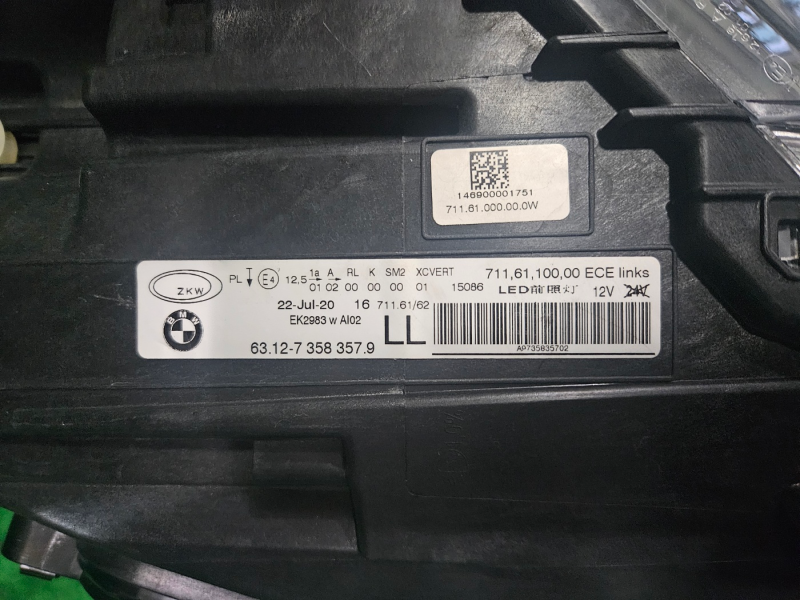 146900001751
711.61.000.00.0W
ZKW
PL E4 12,5 1a A RL K SM2 XCVERT
01 02 00 00 00 01 15086
711,61,100,00 ECE links
LED前照灯 12V 24V
22-Jul-20 16 711.61/62
EK2983 w AI02
BMW
63.12-7 358 357.9 LL
AP735835702